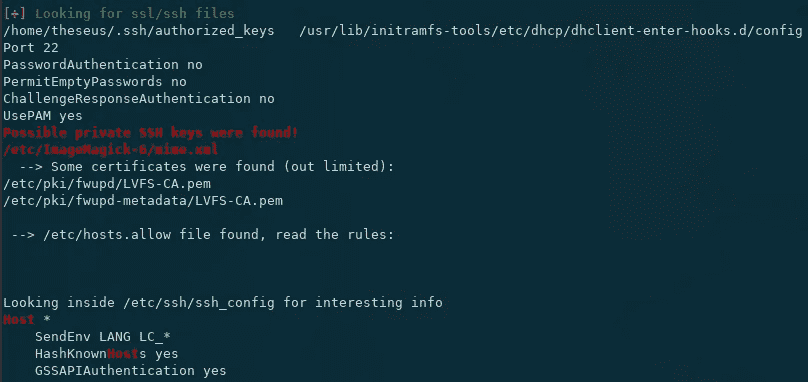 [+] Looking for ssl/ssh files
/home/theseus/.ssh/authorized_keys   /usr/lib/initramfs-tools/etc/dhcp/dhclient-enter-hooks.d/config
Port 22
PasswordAuthentication no
PermitEmptyPasswords no
ChallengeResponseAuthentication no
UsePAM yes
Possible private SSH keys were found!
/etc/ImageMagick-6/mime.xml
  --> Some certificates were found (out limited):
/etc/pki/fwupd/LVFS-CA.pem
/etc/pki/fwupd-metadata/LVFS-CA.pem
 --> /etc/hosts.allow file found, read the rules:
Looking inside /etc/ssh/ssh_config for interesting info
Host *
    SendEnv LANG LC_*
    HashKnownHosts yes
    GSSAPIAuthentication yes